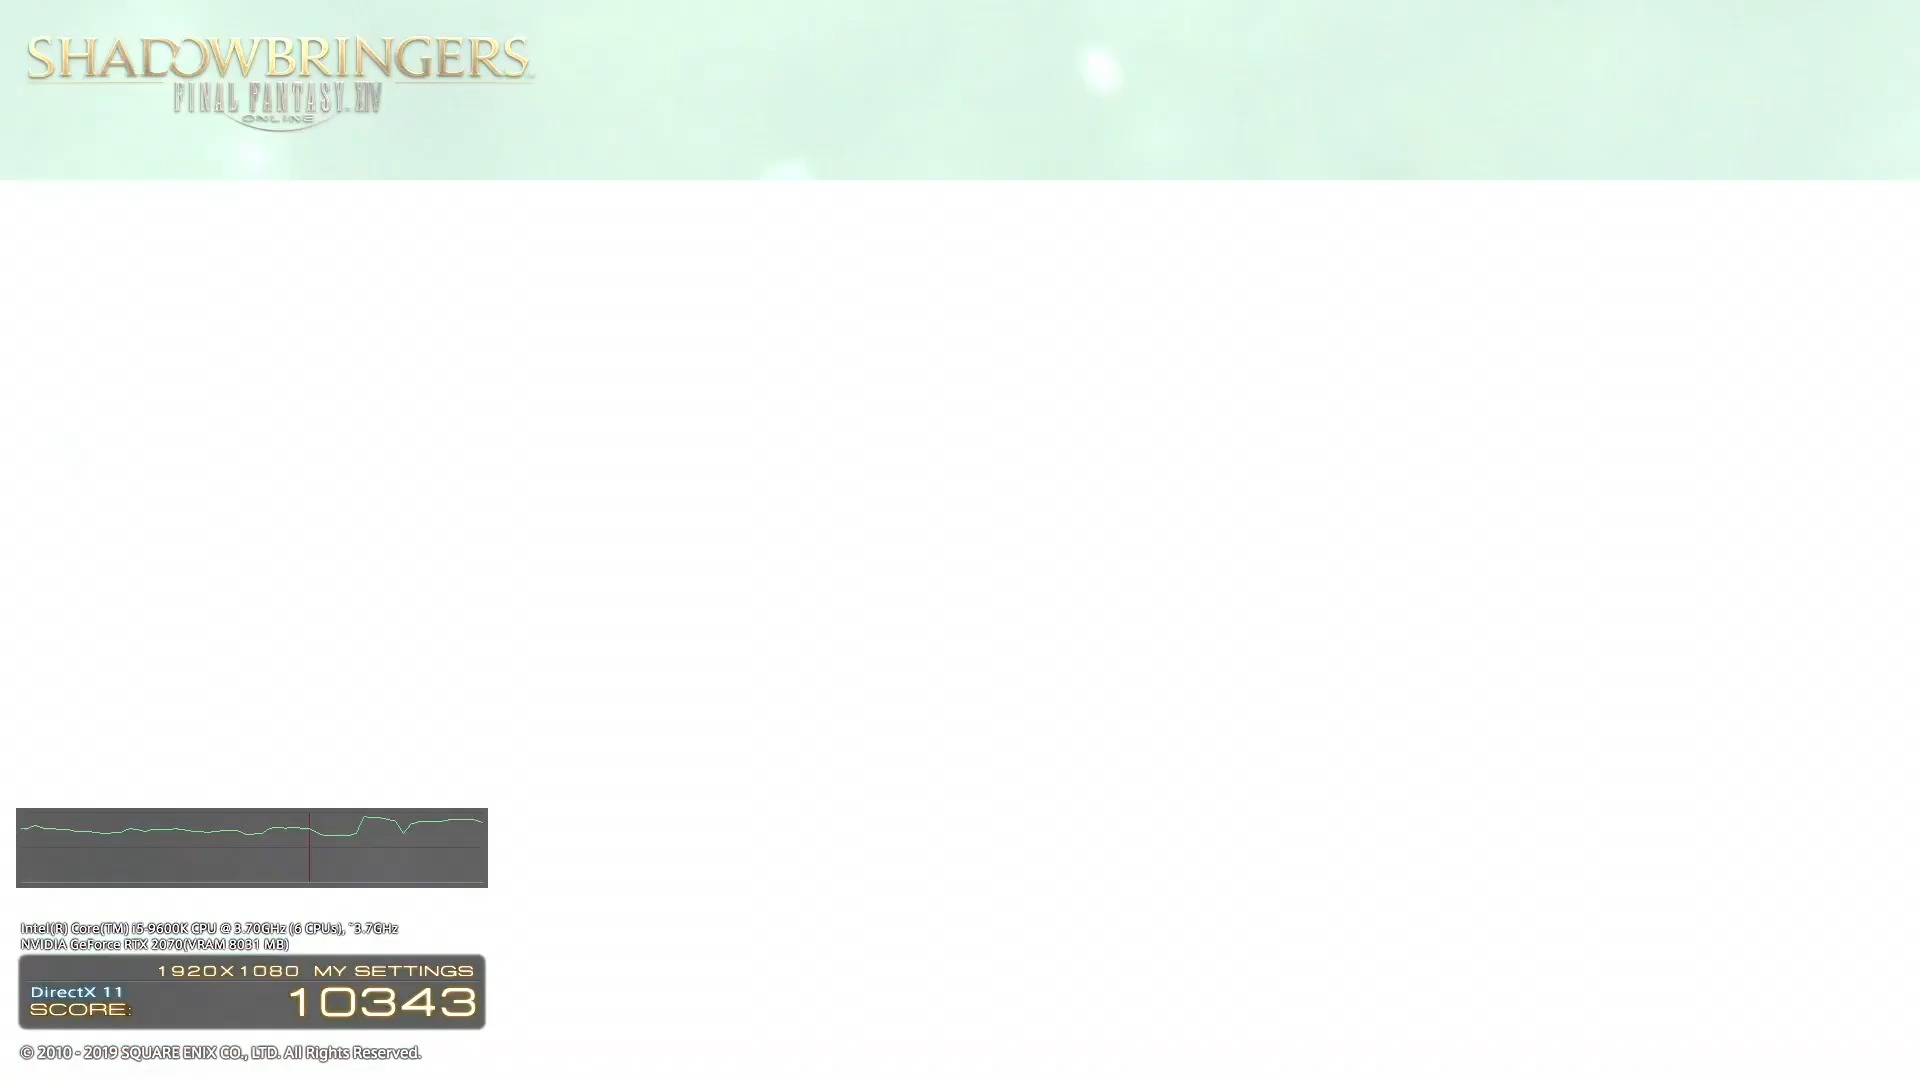 SHADOWBRINGERS
FINAL FANTASY XIV
ONLINE
Intel(R) Core(TM) i5-9600K CPU @ 3.70GHz (6 CPUs), ~3.7GHz
NVIDIA GeForce RTX 2070(VRAM 8031 MB)
1920X1080 MY SETTINGS
DirectX 11
SCORE: 10343
© 2010 - 2019 SQUARE ENIX CO., LTD. All Rights Reserved.